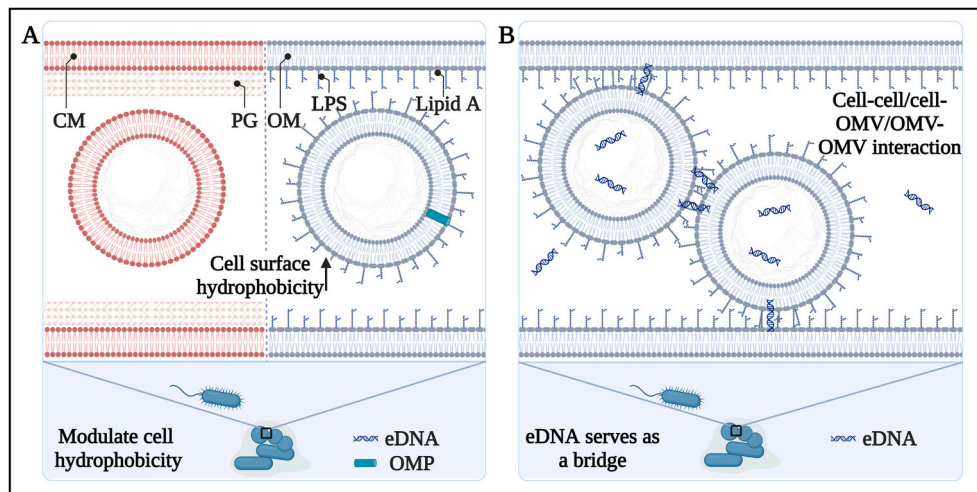 A
CM
PG
OM
LPS
Lipid A
Cell surface
hydrophobicity
Modulate cell
hydrophobicity
eDNA
OMP
B
Cell-cell/cell-
OMV/OMV-
OMV interaction
eDNA serves as
a bridge
eDNA